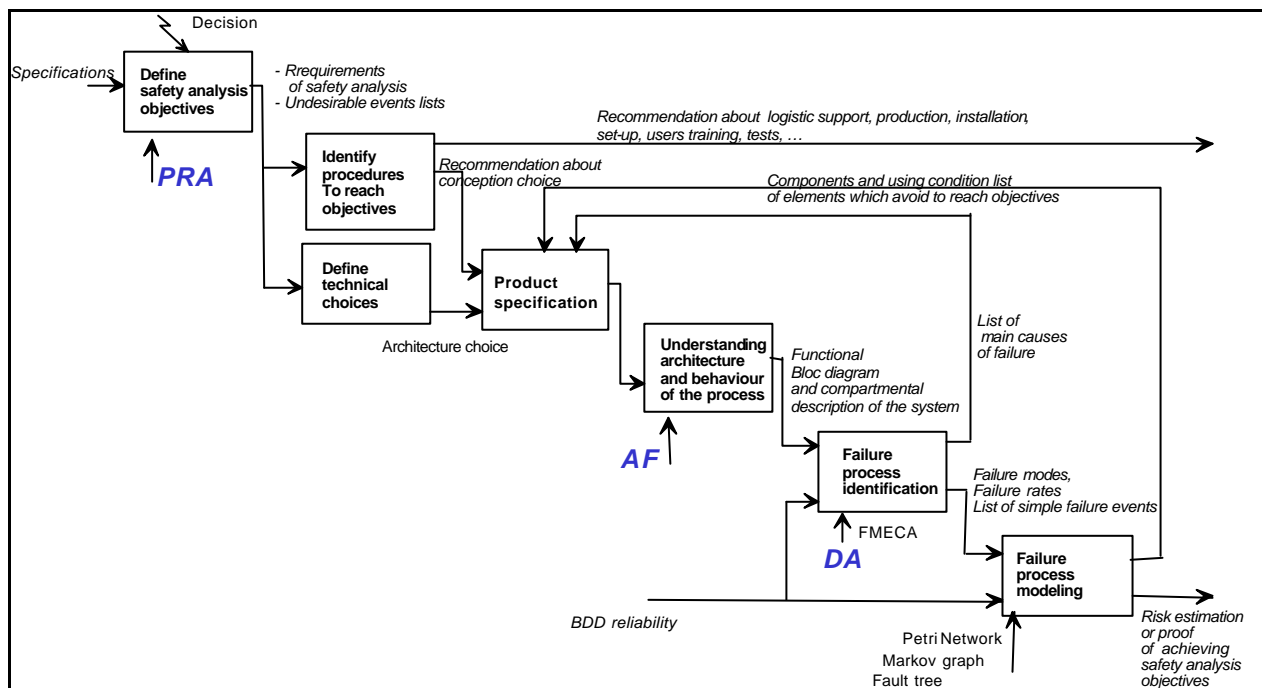 Decision
Specifications
Define
safety analysis
objectives
- Rrequirements
of safety analysis
- Undesirable events lists
PRA
Recommendation about logistic support, production, installation,
set-up, users training, tests, …
Identify
procedures
To reach
objectives
Recommendation about
conception choice
Components and using condition list
of elements which avoid to reach objectives
Define
technical
choices
Product
specification
Architecture choice
List of
main causes
of failure
Understanding
architecture
and behaviour
of the process
Functional
Bloc diagram
and compartmental
description of the system
AF
Failure
process
identification
Failure modes,
Failure rates
List of simple failure events
FMECA
DA
Failure
process
modeling
BDD reliability
Petri Network
Markov graph
Fault tree
Risk estimation
or proof
of achieving
safety analysis
objectives